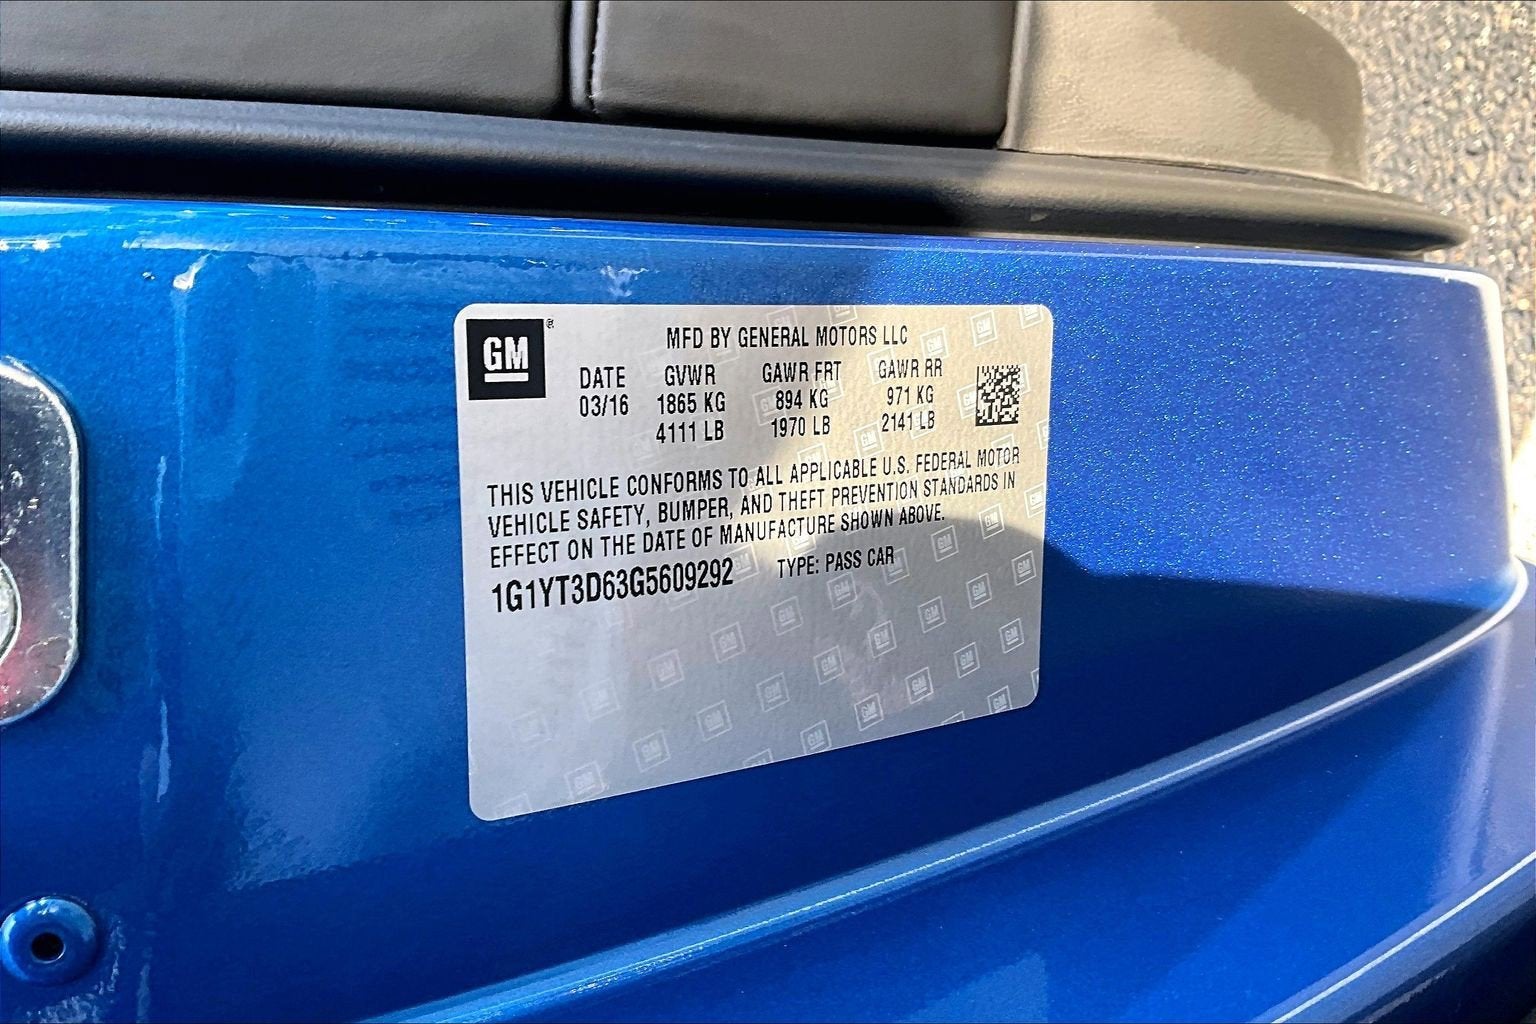 GM®
MFD BY GENERAL MOTORS LLC
DATE GVWR GAWR FRT GAWR RR
03/16 1865 KG 894 KG 971 KG
4111 LB 1970 LB 2141 LB
THIS VEHICLE CONFORMS TO ALL APPLICABLE U.S. FEDERAL MOTOR
VEHICLE SAFETY, BUMPER, AND THEFT PREVENTION STANDARDS IN
EFFECT ON THE DATE OF MANUFACTURE SHOWN ABOVE.
1G1YT3D63G5609292 TYPE: PASS CAR